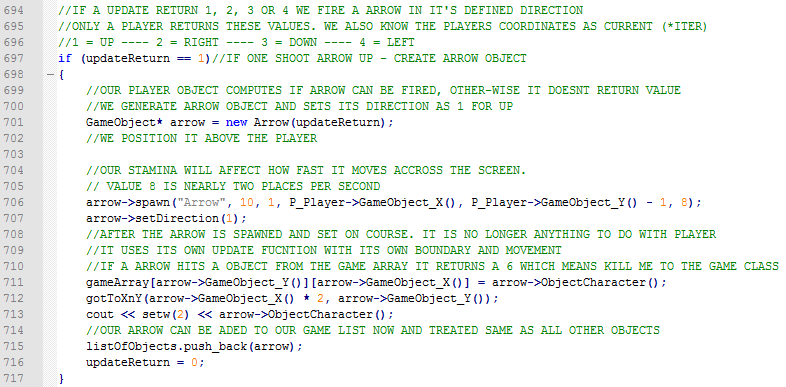 694 //IF A UPDATE RETURN 1, 2, 3 OR 4 WE FIRE A ARROW IN IT'S DEFINED DIRECTION
695 //ONLY A PLAYER RETURNS THESE VALUES. WE ALSO KNOW THE PLAYERS COORDINATES AS CURRENT (*ITER)
696 //1 = UP ---- 2 = RIGHT ---- 3 = DOWN ---- 4 = LEFT
697 if (updateReturn == 1)//IF ONE SHOOT ARROW UP - CREATE ARROW OBJECT
698 {
699 //OUR PLAYER OBJECT COMPUTES IF ARROW CAN BE FIRED, OTHER-WISE IT DOESNT RETURN VALUE
700 //WE GENERATE ARROW OBJECT AND SETS ITS DIRECTION AS 1 FOR UP
701 GameObject* arrow = new Arrow(updateReturn);
702 //WE POSITION IT ABOVE THE PLAYER
703
704 //OUR STAMINA WILL AFFECT HOW FAST IT MOVES ACCROSS THE SCREEN.
705 // VALUE 8 IS NEARLY TWO PLACES PER SECOND
706 arrow->spawn("Arrow", 10, 1, P_Player->GameObject_X(), P_Player->GameObject_Y() - 1, 8);
707 arrow->setDirection(1);
708 //AFTER THE ARROW IS SPAWNED AND SET ON COURSE. IT IS NO LONGER ANYTHING TO DO WITH PLAYER
709 //IT USES ITS OWN UPDATE FUCNTION WITH ITS OWN BOUNDARY AND MOVEMENT
710 //IF A ARROW HITS A OBJECT FROM THE GAME ARRAY IT RETURNS A 6 WHICH MEANS KILL ME TO THE GAME CLASS
711 gameArray[arrow->GameObject_Y()][arrow->GameObject_X()] = arrow->ObjectCharacter();
712 gotToXnY(arrow->GameObject_X() * 2, arrow->GameObject_Y());
713 cout << setw(2) << arrow->ObjectCharacter();
714 //OUR ARROW CAN BE ADED TO OUR GAME LIST NOW AND TREATED SAME AS ALL OTHER OBJECTS
715 listOfObjects.push_back(arrow);
716 updateReturn = 0;
717 }